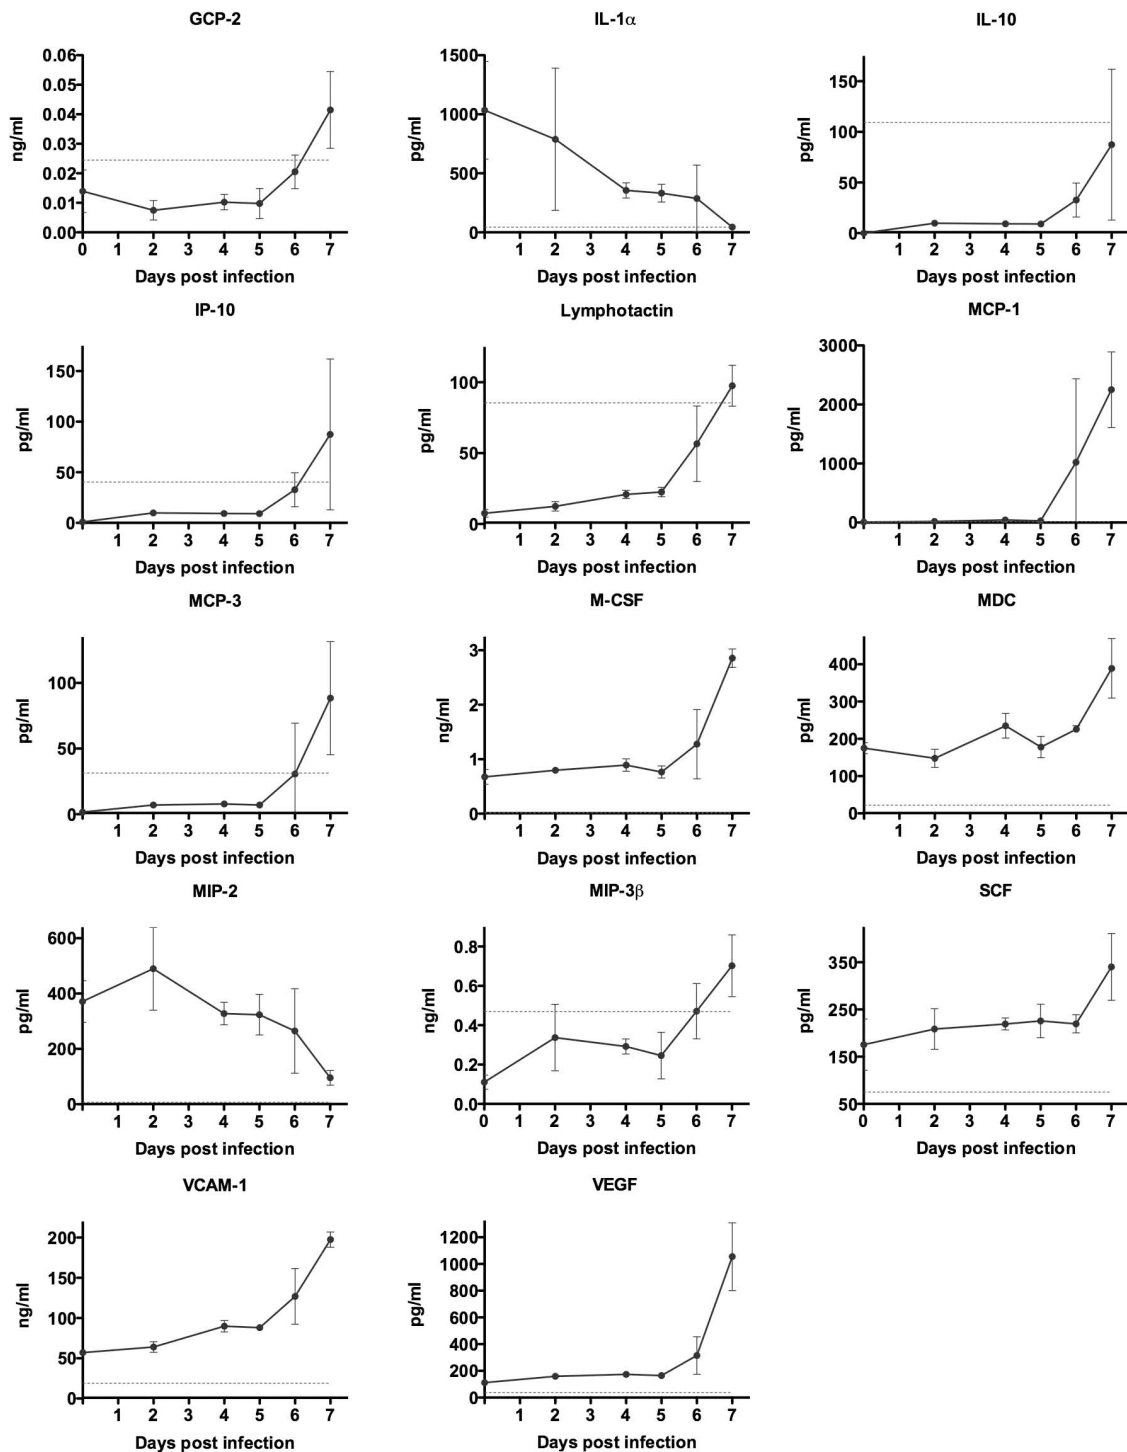 GCP-2
IL-1α
IL-10
ng/ml
0.06
0.05
0.04
0.03
0.02
0.01
0.00
0 1 2 3 4 5 6 7
Days post infection
pg/ml
1500
1000
500
0
1 2 3 4 5 6 7
Days post infection
pg/ml
150
100
50
0
1 2 3 4 5 6 7
Days post infection
IP-10
Lymphotactin
MCP-1
pg/ml
150
100
50
0
1 2 3 4 5 6 7
Days post infection
pg/ml
100
50
0
1 2 3 4 5 6 7
Days post infection
pg/ml
3000
2000
1000
0
1 2 3 4 5 6 7
Days post infection
MCP-3
M-CSF
MDC
pg/ml
100
50
0
1 2 3 4 5 6 7
Days post infection
ng/ml
3
2
1
0
1 2 3 4 5 6 7
Days post infection
pg/ml
400
300
200
100
0
1 2 3 4 5 6 7
Days post infection
MIP-2
MIP-3β
SCF
pg/ml
600
400
200
0
1 2 3 4 5 6 7
Days post infection
ng/ml
0.8
0.6
0.4
0.2
0.0
0 1 2 3 4 5 6 7
Days post infection
pg/ml
350
250
150
50
0 1 2 3 4 5 6 7
Days post infection
VCAM-1
VEGF
ng/ml
200
150
100
50
0
1 2 3 4 5 6 7
Days post infection
pg/ml
1200
1000
800
600
400
200
0
1 2 3 4 5 6 7
Days post infection